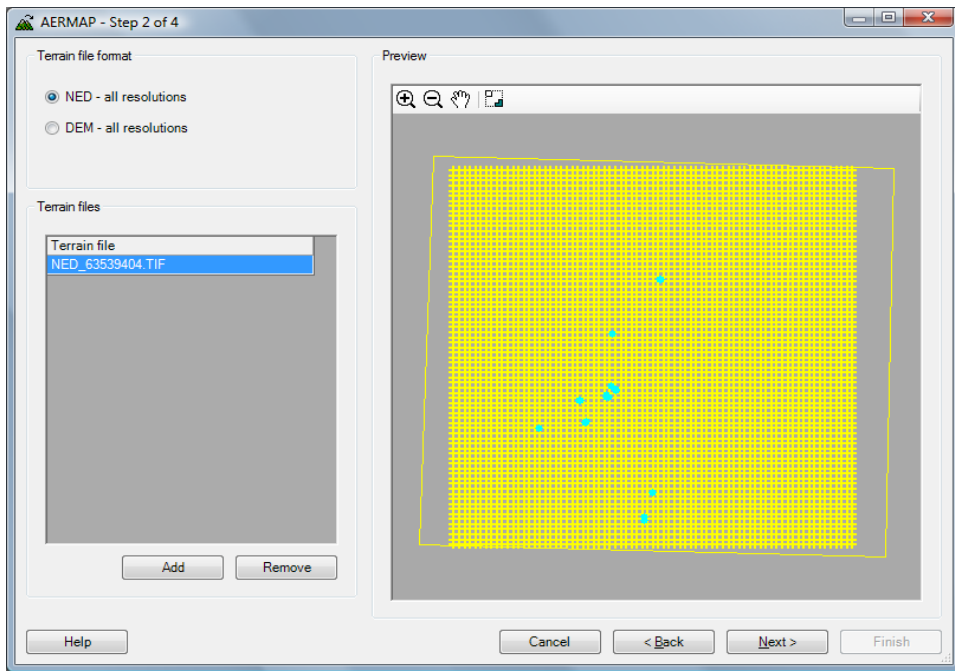 AERMAP - Step 2 of 4
Terrain file format
NED - all resolutions
DEM - all resolutions
Terrain files
Terrain file
NED_63539404.TIF
Add Remove
Preview
Help Cancel < Back Next > Finish